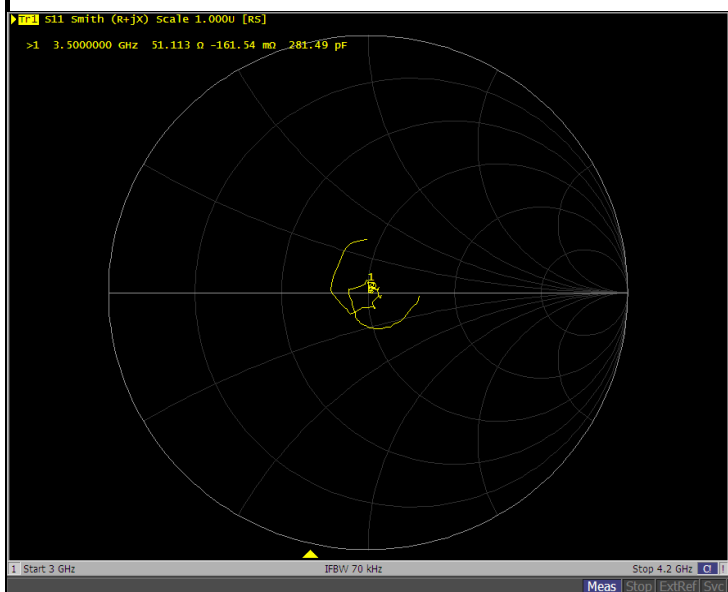 Tr1 S11 Smith (R+jX) Scale 1.000U [RS]
>1 3.5000000 GHz 51.113 Ω -161.54 mΩ 281.49 pF
1
1 Start 3 GHz IFBW 70 kHz Stop 4.2 GHz C! !
Meas Stop ExtRef Svc